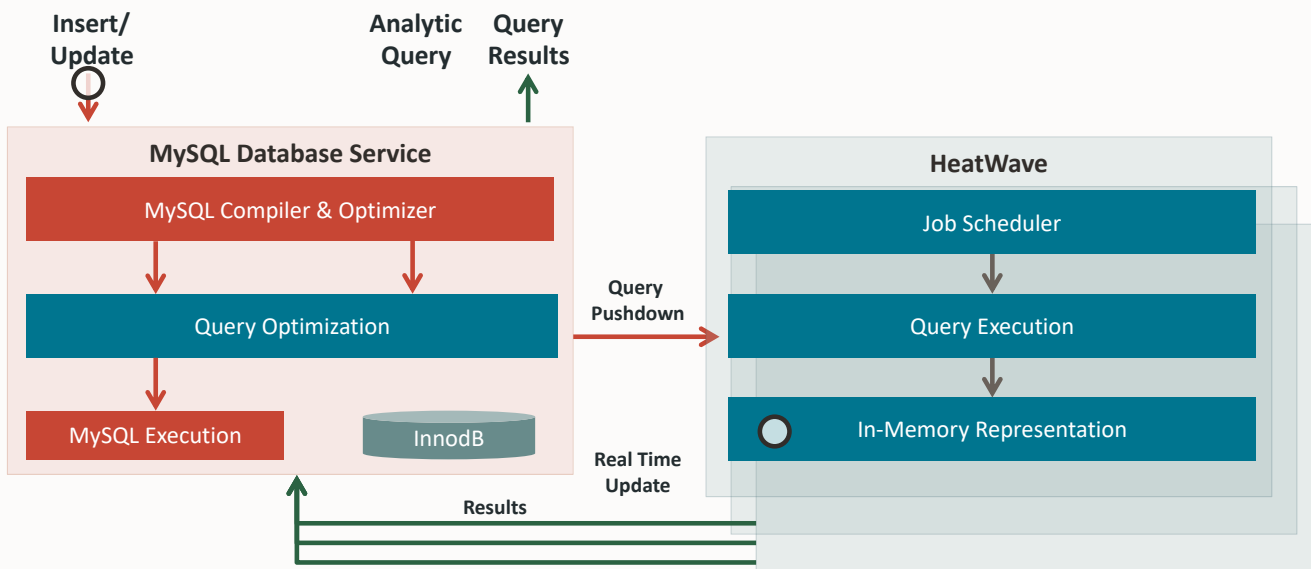 Insert/
Update
Analytic
Query
Query
Results
MySQL Database Service
MySQL Compiler & Optimizer
Query Optimization
MySQL Execution
InnodB
Query
Pushdown
HeatWave
Job Scheduler
Query Execution
In-Memory Representation
Real Time
Update
Results